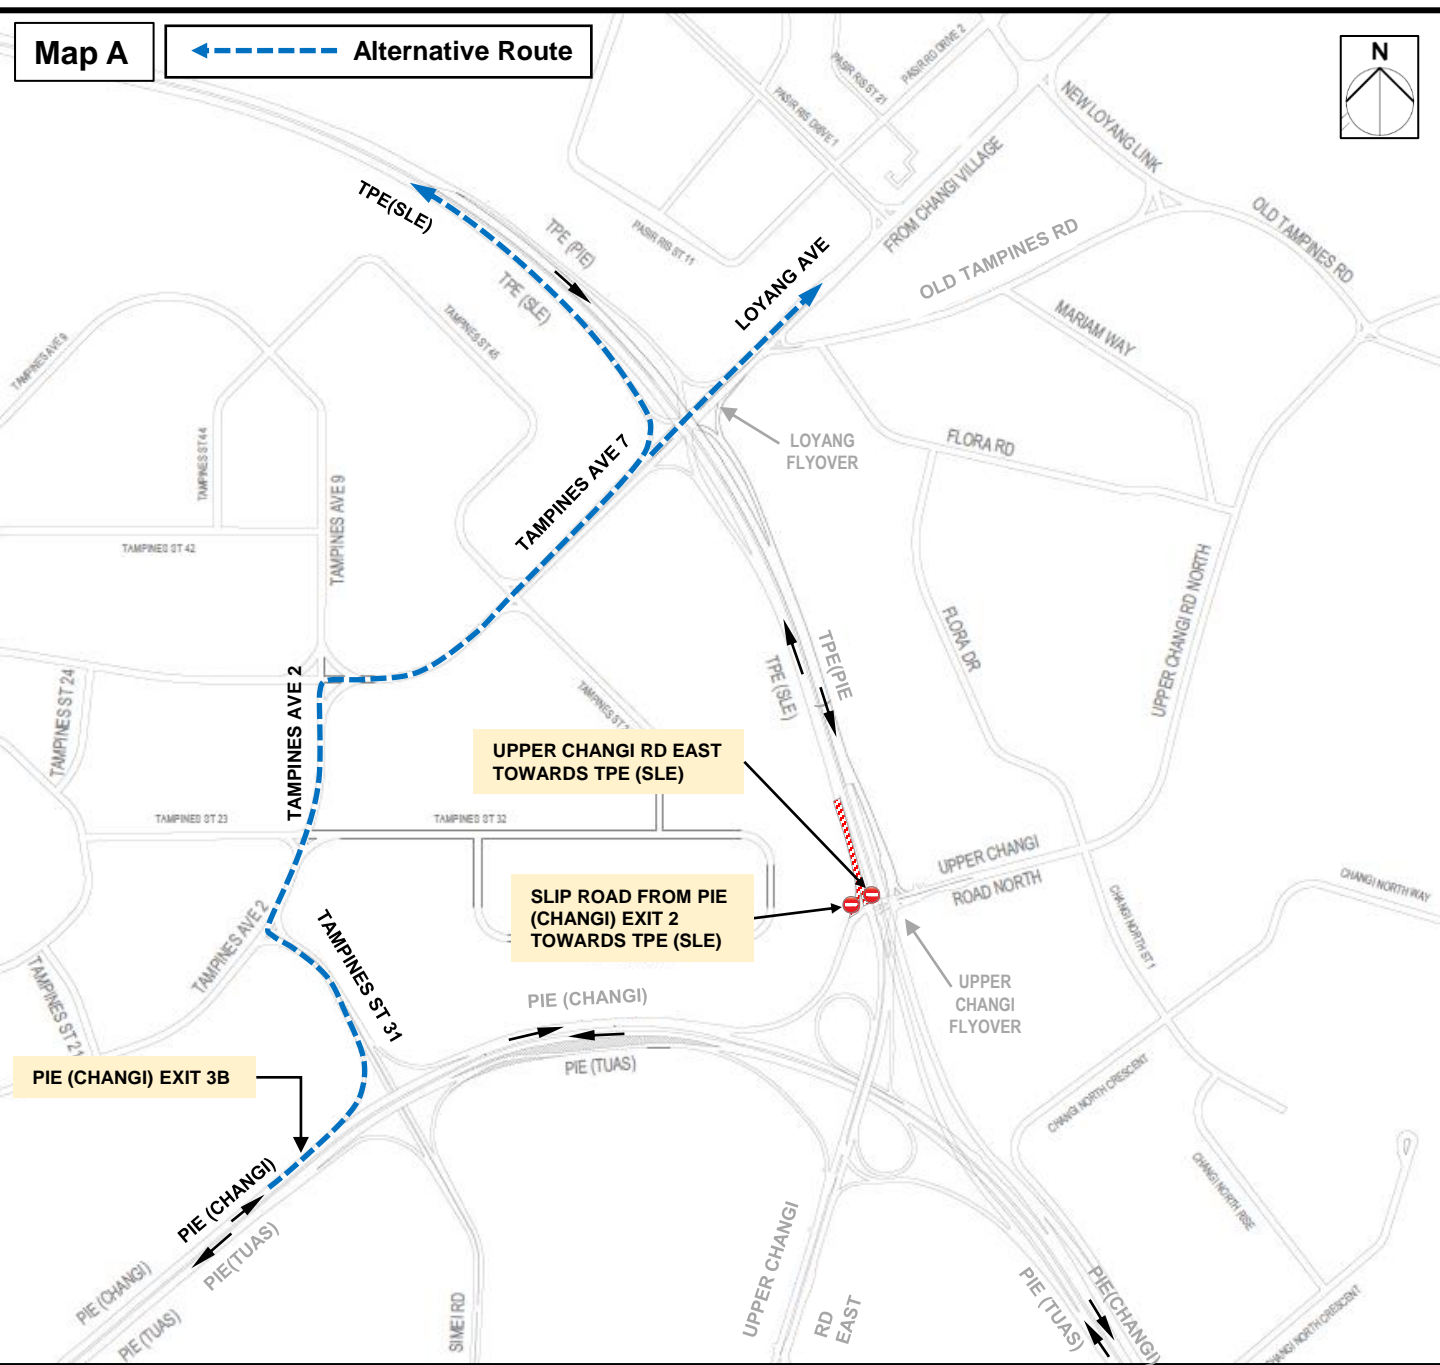 Map A
Alternative Route
N
PASIR RIS ST 21
PASIR RD DRIVE 2
PASIR RIS DRIVE 1
PASIR RIS ST 11
NEW LOYANG LINK
FROM CHANGI VILLAGE
OLD TAMPINES RD
OLD TAMPINES RD
TPE(SLE)
TPE (PIE)
TPE (SLE)
LOYANG AVE
MARIAM WAY
TAMPINES AVE 9
TAMPINES ST 45
TAMPINES ST 44
TAMPINES AVE 9
TAMPINES ST 42
TAMPINES AVE 7
LOYANG
FLYOVER
FLORA RD
FLORA DR
UPPER CHANGI RD NORTH
TPE(PIE
)
TPE (SLE)
TAMPINES ST 24
TAMPINES AVE 2
UPPER CHANGI RD EAST
TOWARDS TPE (SLE)
TAMPINES ST 23
TAMPINES ST 32
UPPER CHANGI
ROAD NORTH
SLIP ROAD FROM PIE
(CHANGI) EXIT 2
TOWARDS TPE (SLE)
CHANGI NORTH WAY
CHANGI NORTH ST 1
TAMPINES AVE 2
TAMPINES ST 31
TAMPINES ST 21
PIE (CHANGI)
PIE (TUAS)
UPPER
CHANGI
FLYOVER
PIE (CHANGI) EXIT 3B
CHANGI NORTH CRESCENT
CHANGI NORTH RISE
PIE (CHANGI)
PIE(TUAS)
PIE (CHANGI)
PIE (TUAS)
SIMEI RD
UPPER CHANGI
RD
EAST
PIE (TUAS)
PIE(CHANGI)
CHANGI NORTH CRESCENT